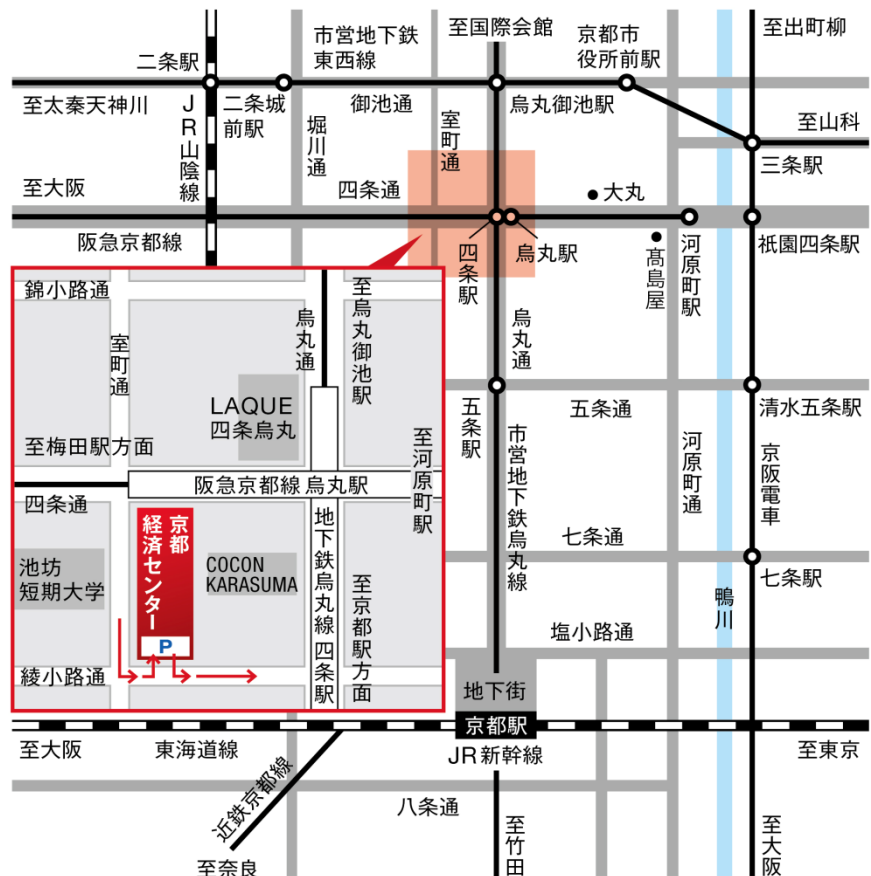 至国際会館
市営地下鉄
東西線
京都市
役所前駅
至出町柳
二条駅
至太秦天神川
JR山陰線
二条城
前駅
堀川通
御池通
室町通
烏丸御池駅
至山科
三条駅
至大阪
四条通
大丸
阪急京都線
四条駅
烏丸駅
髙島屋
河原町駅
祇園四条駅
錦小路通
室町通
烏丸通
至烏丸御池駅
LAQUE
四条烏丸
至梅田駅方面
至河原町駅
阪急京都線 烏丸駅
四条通
京都
経済センター
P
池坊
短期大学
COCON
KARASUMA
地下鉄烏丸線 四条駅
至京都駅方面
綾小路通
烏丸通
五条駅
五条通
清水五条駅
市営地下鉄烏丸線
河原町通
京阪電車
七条通
七条駅
鴨川
塩小路通
地下街
京都駅
JR新幹線
至大阪
東海道線
至東京
近鉄京都線
至奈良
八条通
至竹田
至大阪